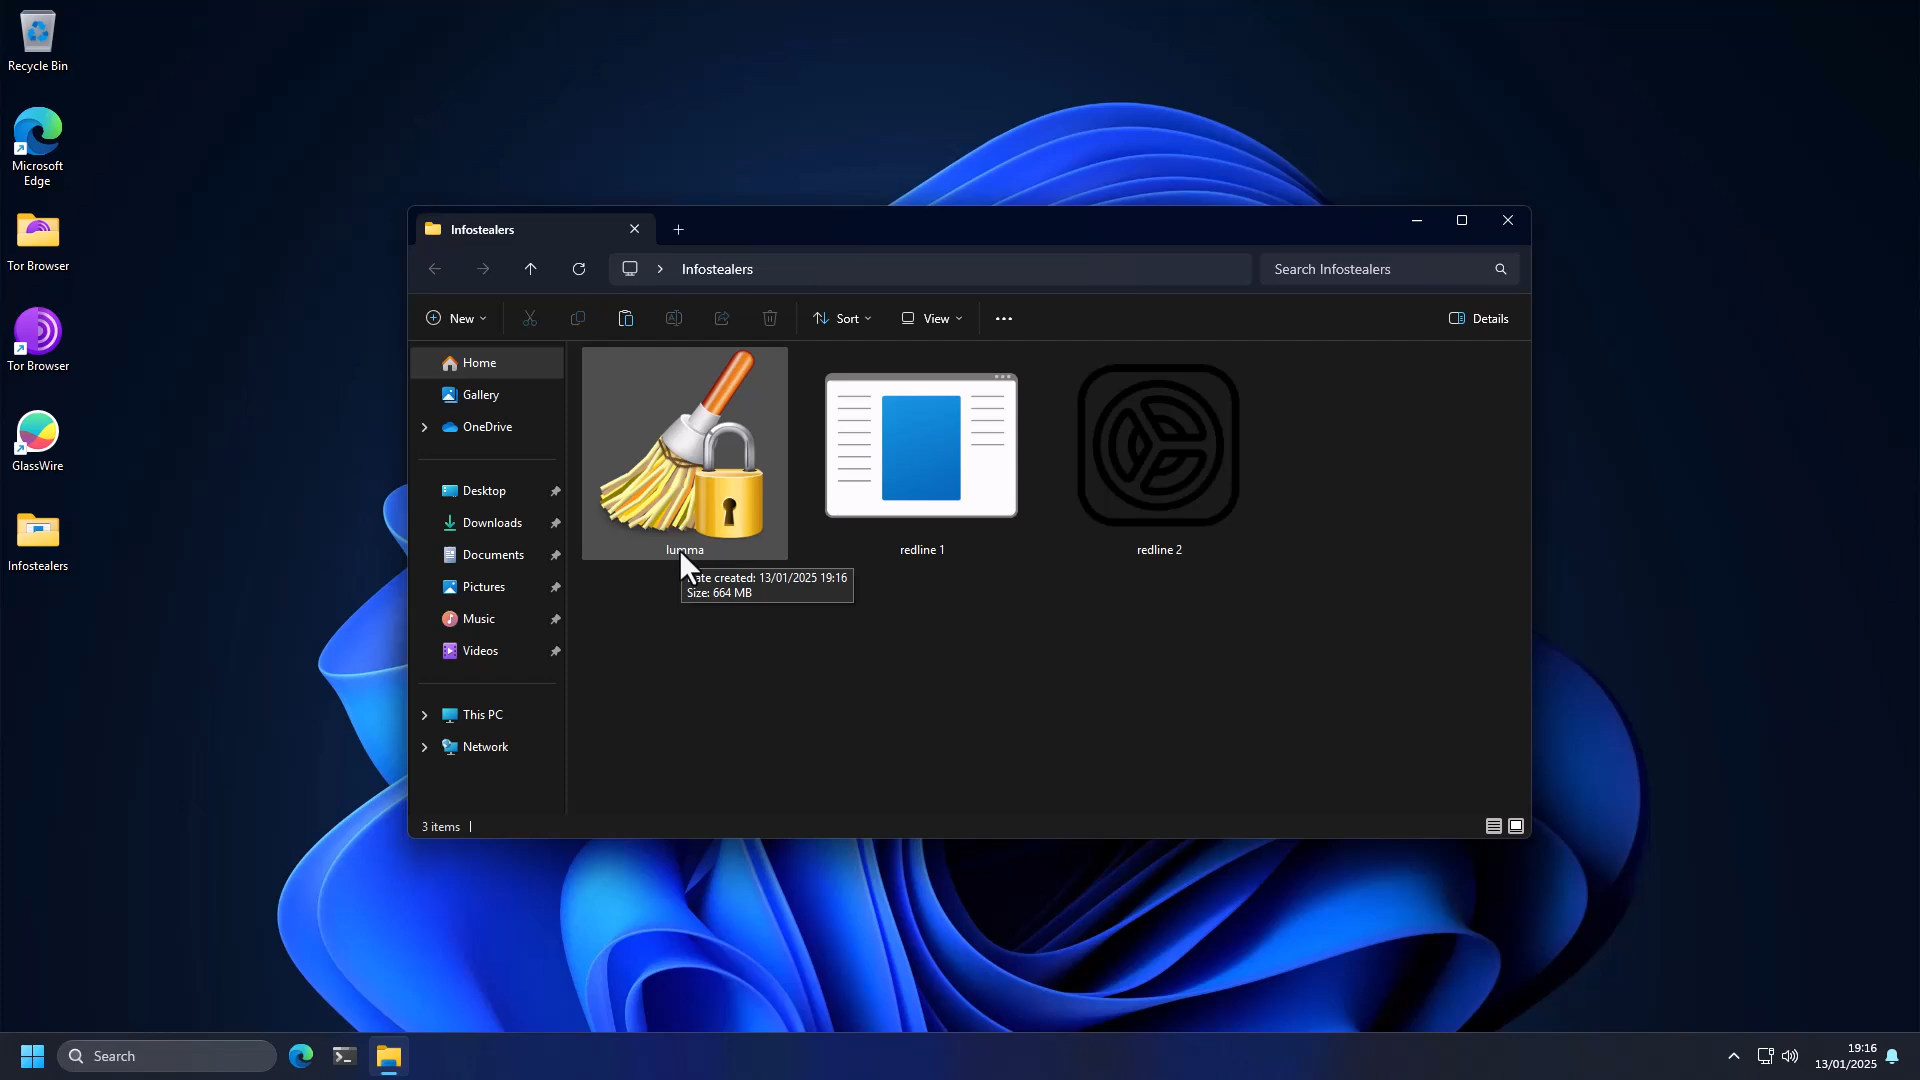 Recycle Bin
Microsoft
Edge
Tor Browser
Tor Browser
GlassWire
Infostealers
Infostealers
Infostealers
Search Infostealers
New
Sort
View
Details
Home
Gallery
OneDrive
Desktop
Downloads
Documents
Pictures
Music
Videos
This PC
Network
lumma
redline 1
redline 2
ate created: 13/01/2025 19:16
Size: 664 MB
3 items
Search
19:16
13/01/2025